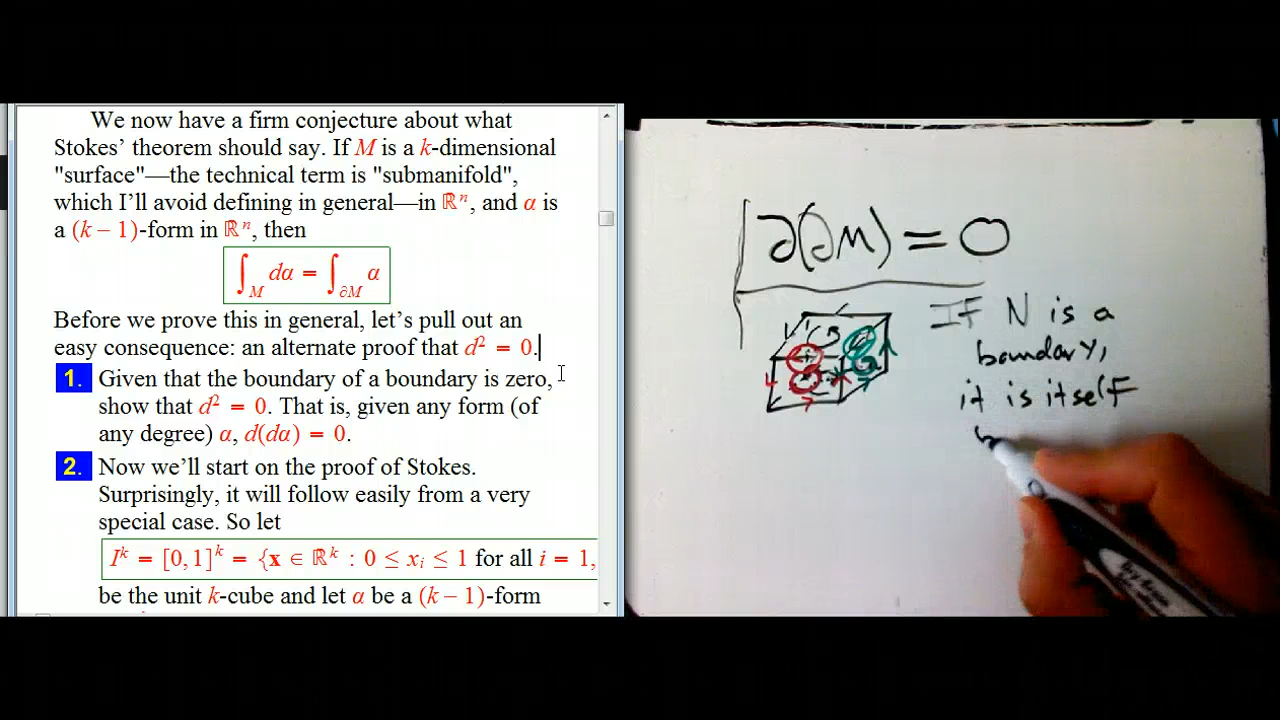 We now have a firm conjecture about what
Stokes’ theorem should say. If M is a k-dimensional
"surface"—the technical term is "submanifold",
which I’ll avoid defining in general—in ℝⁿ, and α is
a (k − 1)-form in ℝⁿ, then
∫_M dα = ∫_∂M α
Before we prove this in general, let’s pull out an
easy consequence: an alternate proof that d² = 0.
1. Given that the boundary of a boundary is zero,
show that d² = 0. That is, given any form (of
any degree) α, d(dα) = 0.
2. Now we’ll start on the proof of Stokes.
Surprisingly, it will follow easily from a very
special case. So let
Iᵏ = [0, 1]ᵏ = {x ∈ ℝᵏ : 0 ≤ xᵢ ≤ 1 for all i = 1,
be the unit k-cube and let α be a (k − 1)-form
∂(∂M) = 0
IF N is a
boundary,
it is itself